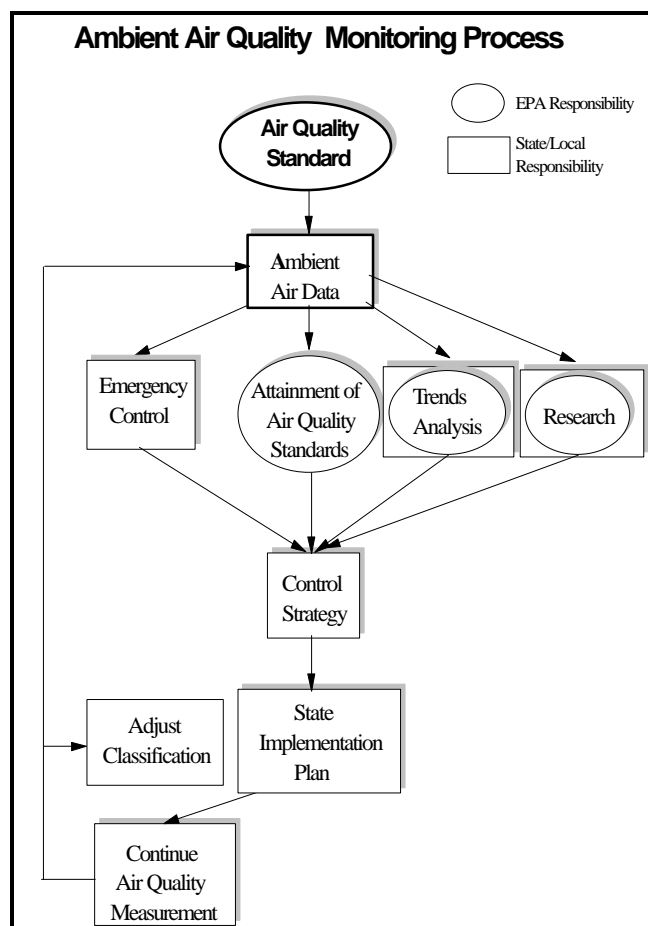 Ambient Air Quality Monitoring Process
EPA Responsibility
State/Local
Responsibility
Air Quality
Standard
Ambient
Air Data
Emergency
Control
Attainment of
Air Quality
Standards
Trends
Analysis
Research
Control
Strategy
State
Implementation
Plan
Adjust
Classification
Continue
Air Quality
Measurement